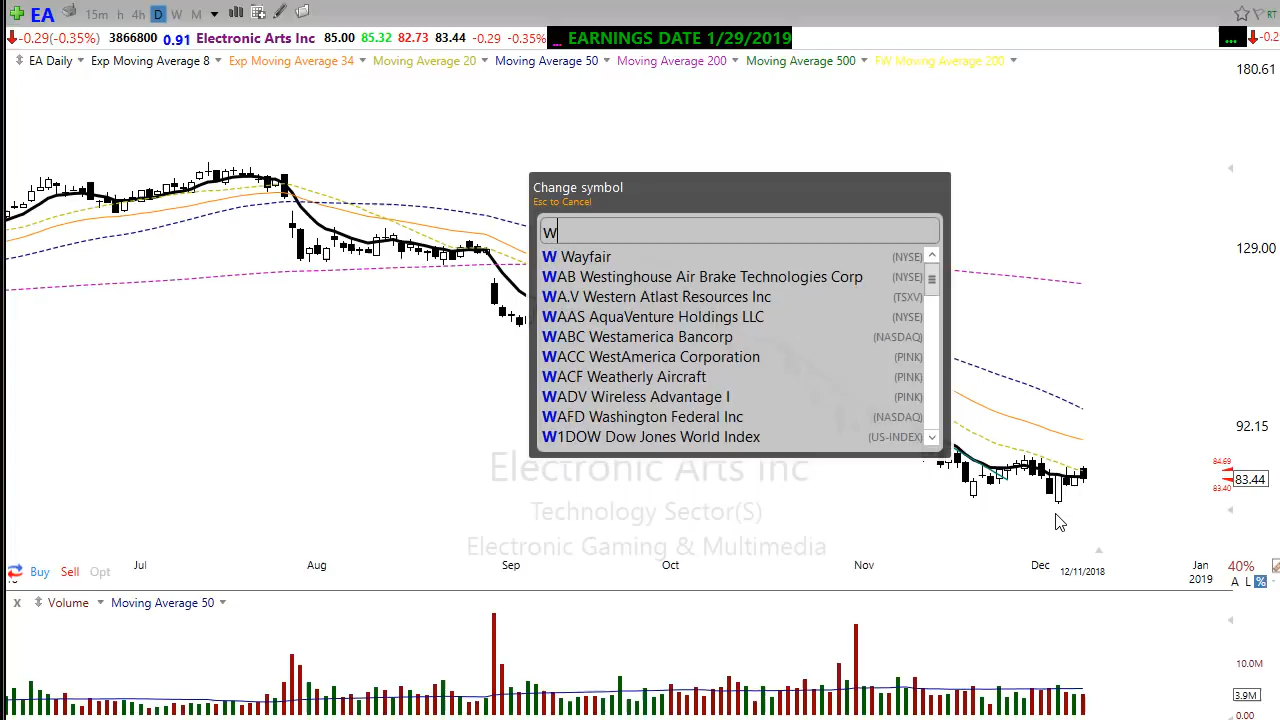 EA 15m h 4h D W M
-0.29(-0.35%) 3866800 0.91 Electronic Arts Inc 85.00 85.32 82.73 83.44 -0.29 -0.35% EARNINGS DATE 1/29/2019 ... -0.2
EA Daily Exp Moving Average 8 Exp Moving Average 34 Moving Average 20 Moving Average 50 Moving Average 200 Moving Average 500 FW Moving Average 200
RT
180.61
Change symbol
Esc to Cancel
W
W Wayfair (NYSE)
WAB Westinghouse Air Brake Technologies Corp (NYSE)
WA.V Western Atlast Resources Inc (TSXV)
WAAS AquaVenture Holdings LLC (NYSE)
WABC Westamerica Bancorp (NASDAQ)
WACC WestAmerica Corporation (PINK)
WACF Weatherly Aircraft (PINK)
WADV Wireless Advantage I (PINK)
WAFD Washington Federal Inc (NASDAQ)
W1DOW Dow Jones World Index (US-INDEX)
129.00
92.15
84.69
83.44
83.40
Electronic Arts Inc
Technology Sector(S)
Electronic Gaming & Multimedia
Jul Aug Sep Oct Nov Dec 12/11/2018 Jan 2019
40%
A L %
Buy Sell Opt
X Volume Moving Average 50
10.0M
3.9M
0.00